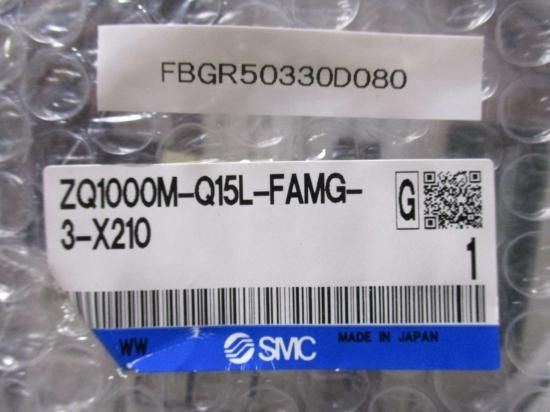 FBGR50330D080
ZQ1000M-Q15L-FAMG-
3-X210
G
1
WW
SMC
MADE IN JAPAN